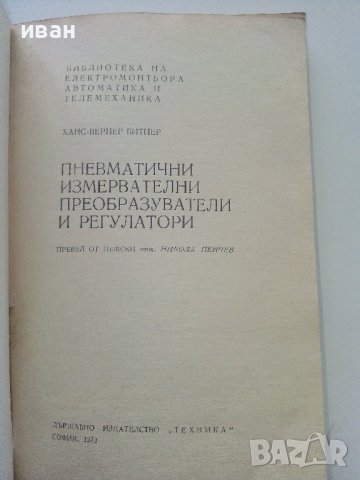 иван
БИБЛИОТЕКА НА
ЕЛЕКТРОМОНТЬОРА
АВТОМАТИКА И
ТЕЛЕМЕХАНИКА
ХАНС-ВЕРНЕР БИТНЕР
ПНЕВМАТИЧНИ
ИЗМЕРВАТЕЛНИ
ПРЕОБРАЗУВАТЕЛИ
И РЕГУЛАТОРИ
ПРЕВЕЛ ОТ НЕМСКИ инж. НИКОЛА ПЕНЧЕВ
ДЪРЖАВНО ИЗДАТЕЛСТВО „ТЕХНИКА"
СОФИЯ, 1973
BAZAR